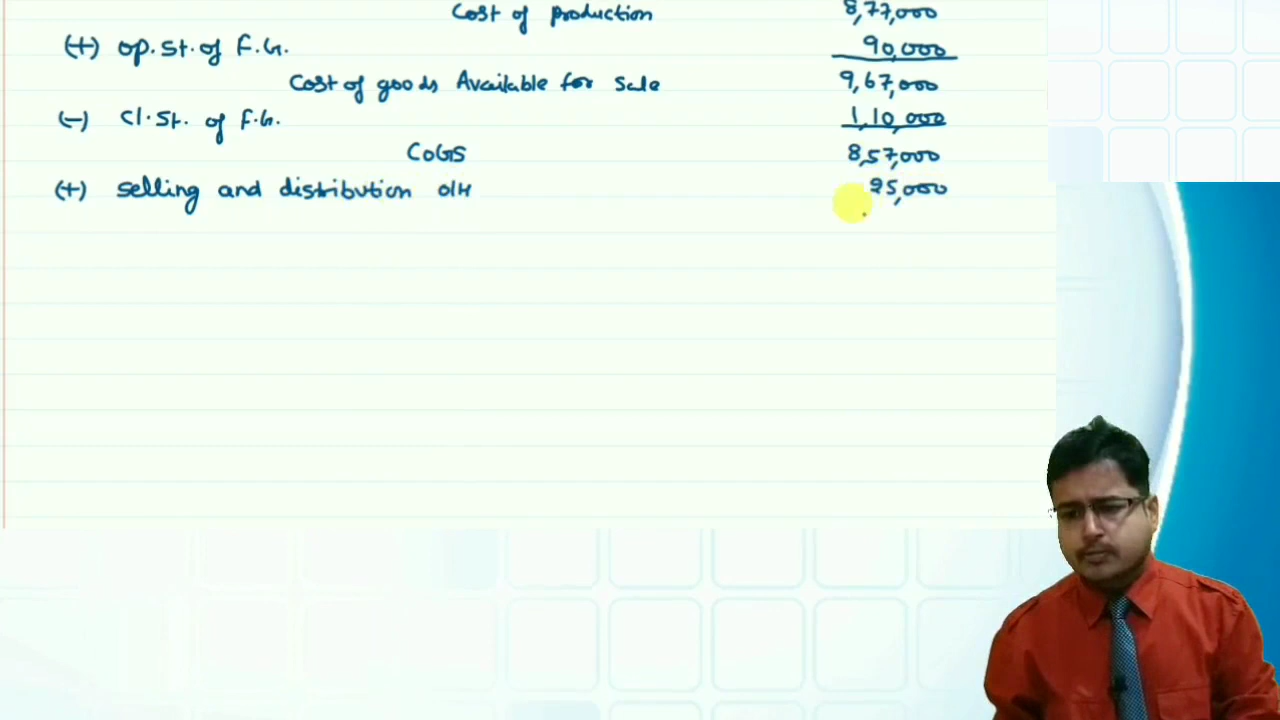 Cost of production 8,77,000
(+) op. st. of F.G. 90,000
Cost of goods Available for Sale 9,67,000
(-) cl. st. of F.G. 1,10,000
COGS 8,57,000
(+) selling and distribution O/H 25,000